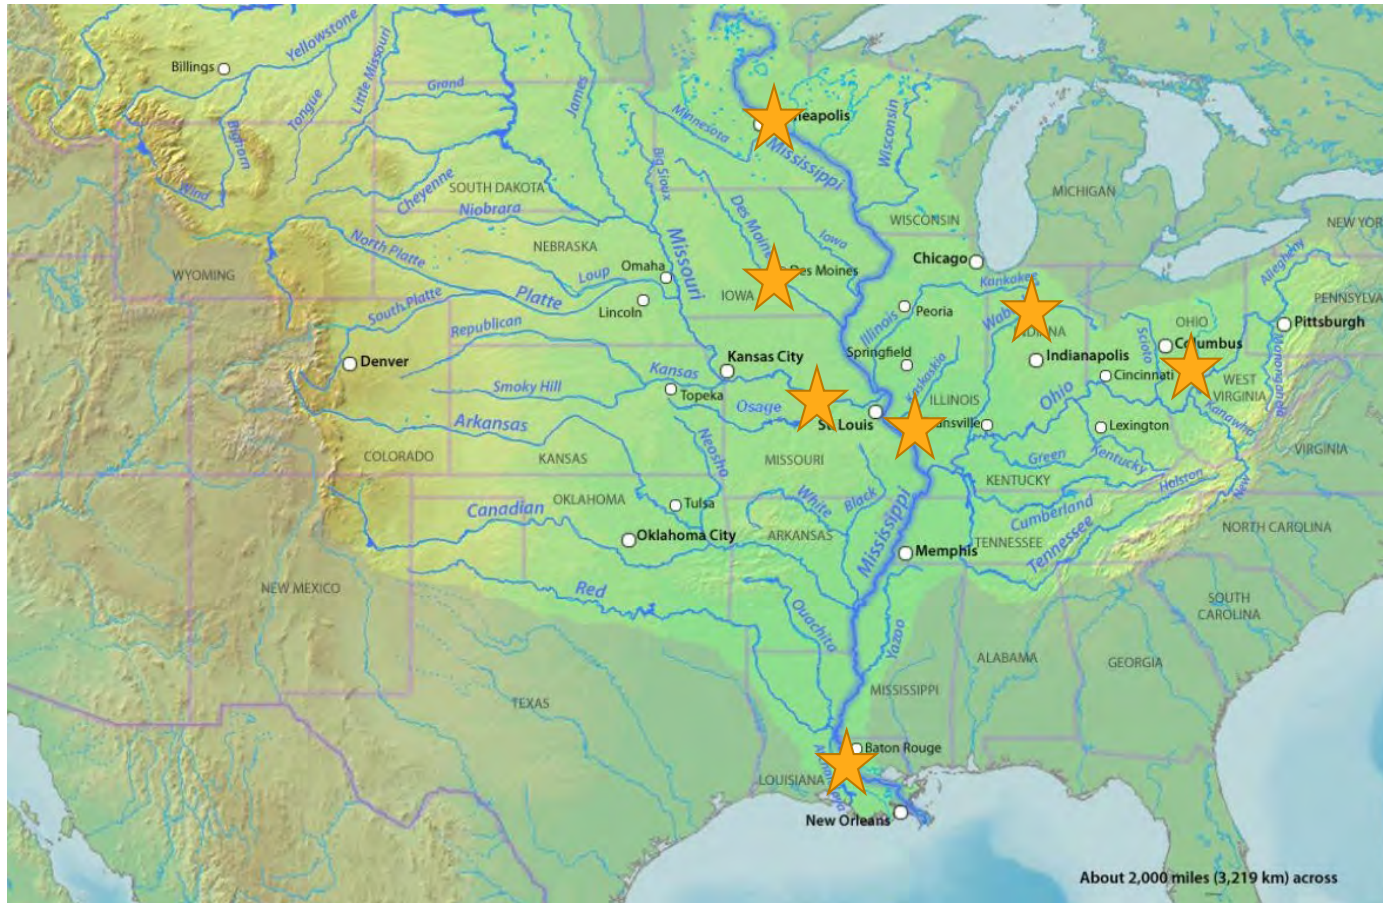 Billings
Yellowstone
Little Missouri
Tongue
Bighorn
Wind
Grand
Cheyenne
SOUTH DAKOTA
James
Big Sioux
Minnesota
neapolis
Mississippi
Wisconsin
WISCONSIN
MICHIGAN
NEW YOR
Niobrara
NEBRASKA
North Platte
WYOMING
Loup
Omaha
Missouri
Des Moine
Iowa
Des Moines
IOWA
Chicago
Kankakee
Allegheny
PENNSYLVA
South Platte
Platte
Lincoln
Republican
Illinois
Peoria
Wab
NDIANA
OHIO
Pittsburgh
Columbus
Scioto
Monongahela
Denver
Kansas City
Kansas
Springfield
Kaskaskia
Indianapolis
Cincinnati
WEST
VIRGINIA
Smoky Hill
Topeka
Osage
ILLINOIS
Ohio
Kanawha
Arkansas
St. Louis
ansville
Lexington
VIRGINIA
COLORADO
KANSAS
Neosho
MISSOURI
Green
Kentucky
KENTUCKY
Holston
New
OKLAHOMA
Canadian
Tulsa
White
Black
Cumberland
NORTH CAROLINA
Oklahoma City
ARKANSAS
Mississippi
Memphis
TENNESSEE
Tennessee
NEW MEXICO
Red
Ouachita
Yazoo
SOUTH
CAROLINA
ALABAMA
GEORGIA
TEXAS
MISSISSIPPI
Baton Rouge
LOUISIANA
New Orleans
About 2,000 miles (3,219 km) across